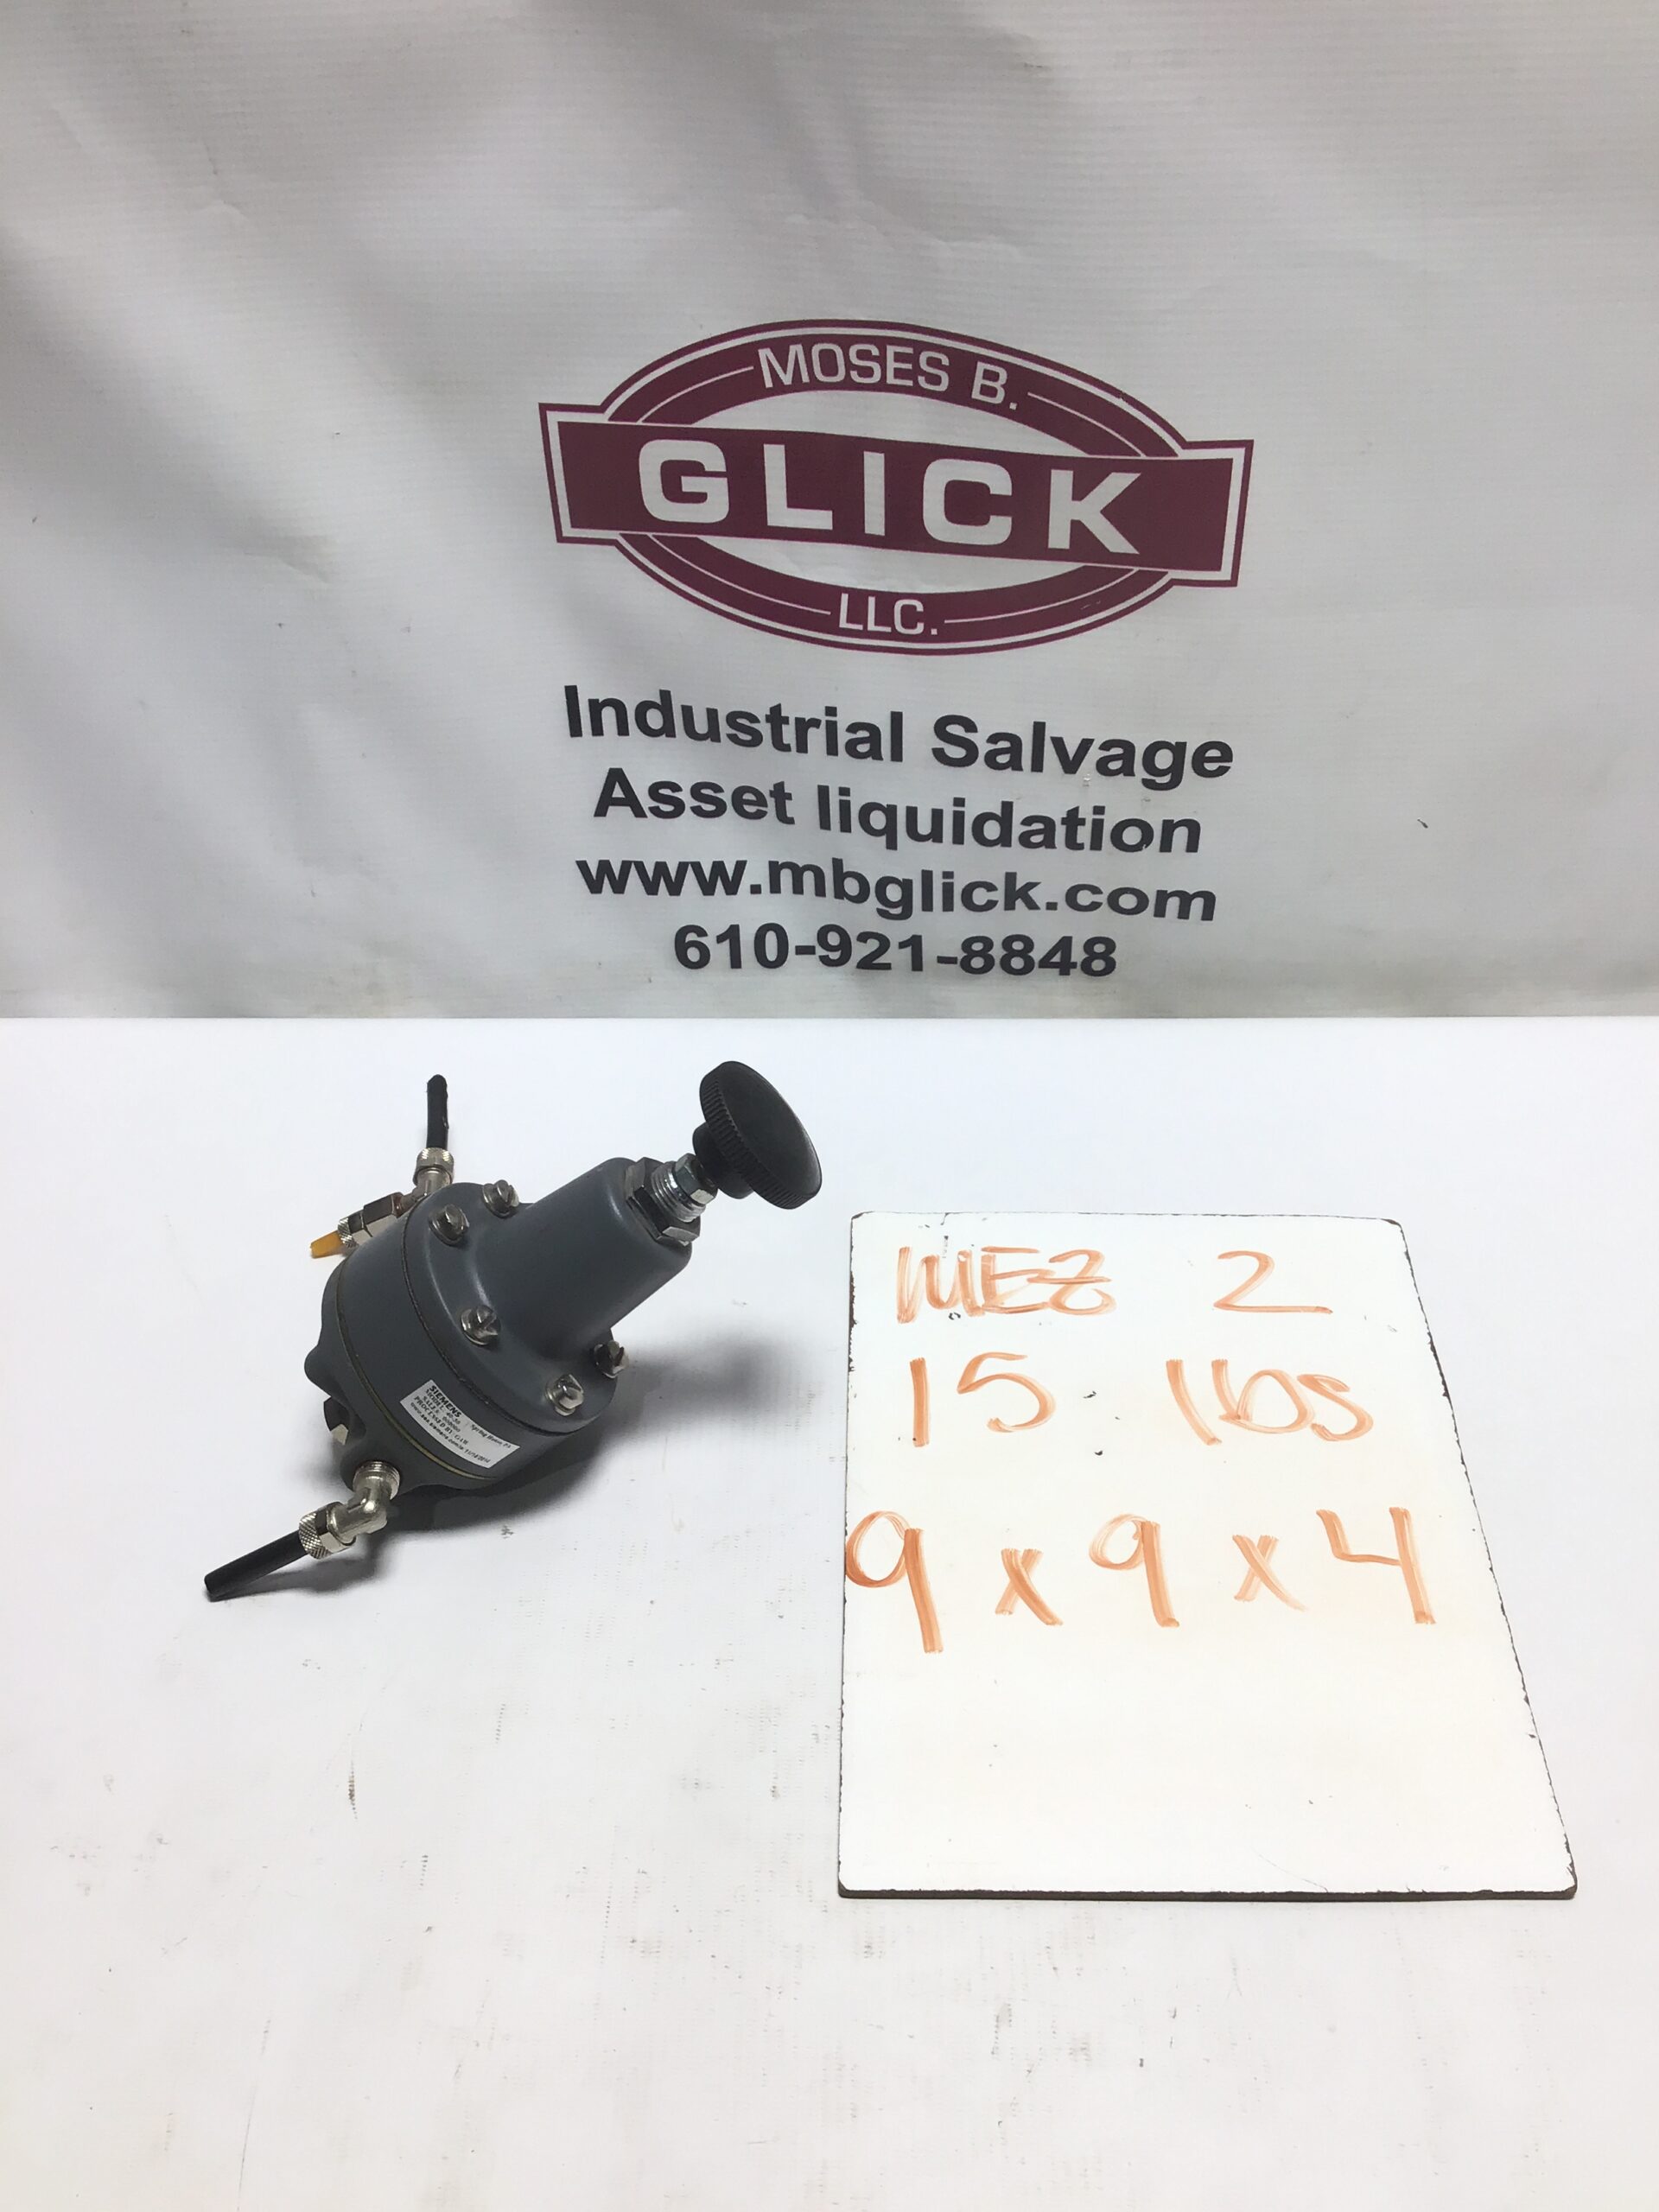 MOSES B.
GLICK
LLC.
Industrial Salvage
Asset liquidation
www.mbglick.com
610-921-8848
MEZ 2
15 lbs
9 x 9 x 4
SIEMENS